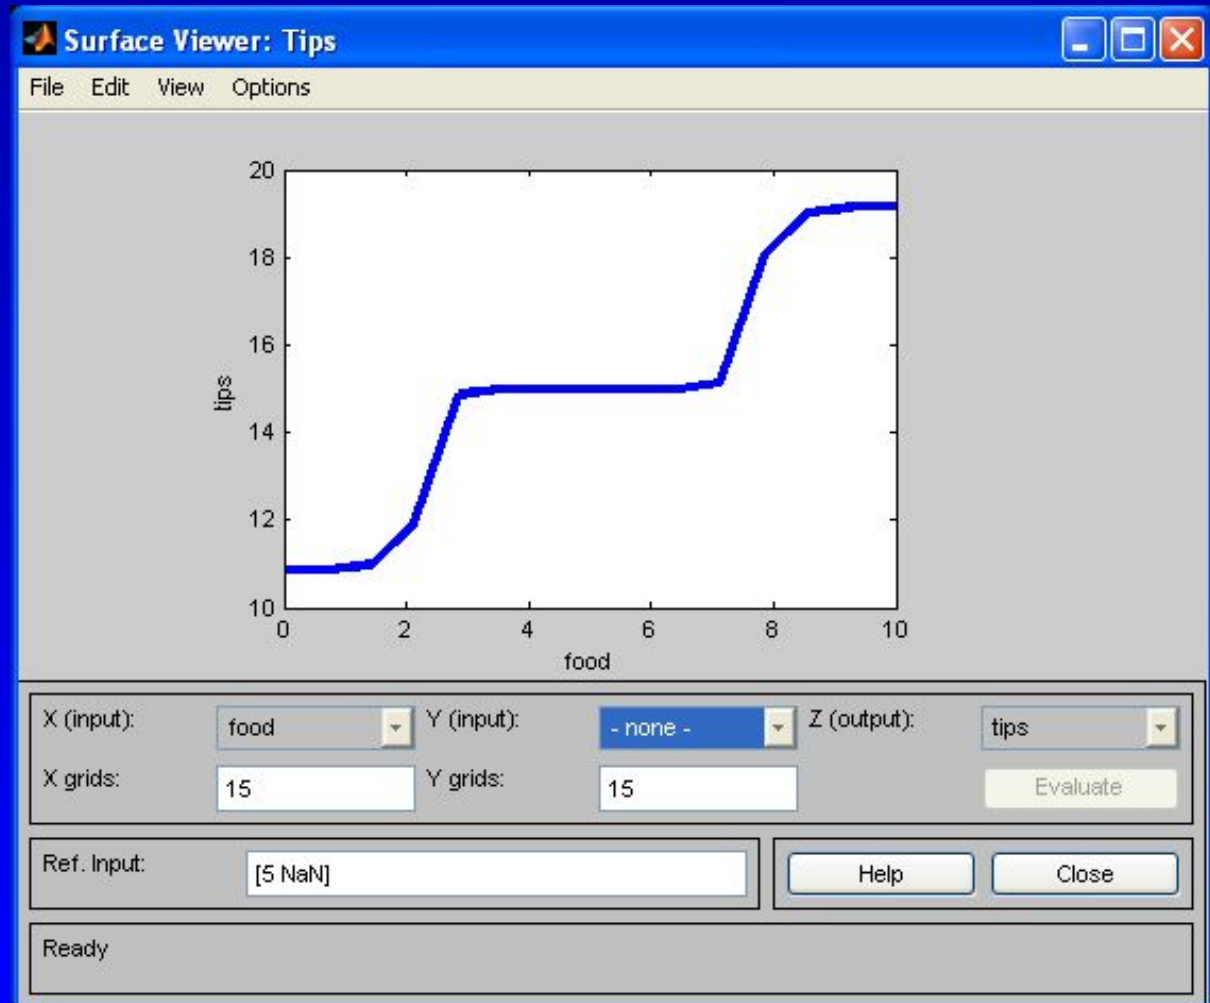 Surface Viewer: Tips
File Edit View Options
20
18
16
14
12
10
tips
0 2 4 6 8 10
food
X (input): food Y (input): - none - Z (output): tips
X grids: 15 Y grids: 15 Evaluate
Ref. Input: [5 NaN] Help Close
Ready